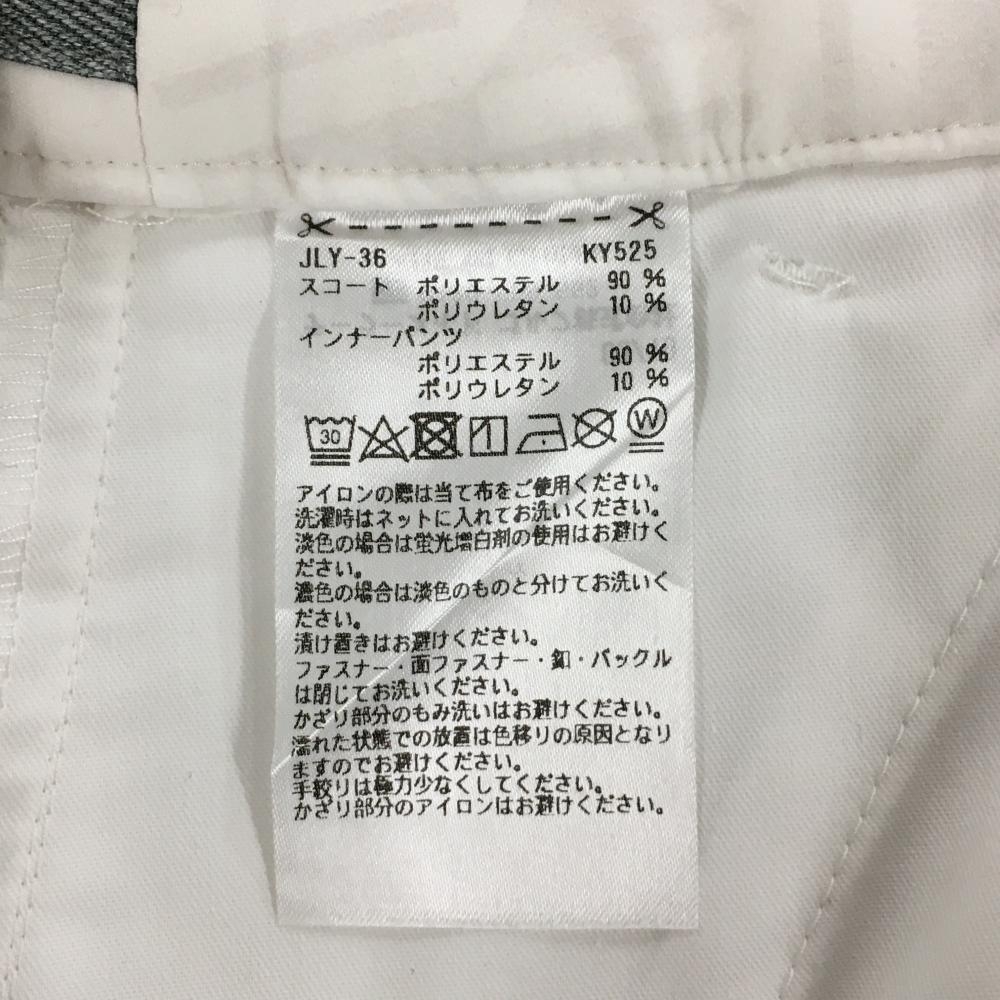 JLY-36 KY525
スコート ポリエステル 90 %
ポリウレタン 10 %
インナーパンツ
ポリエステル 90 %
ポリウレタン 10 %
30 W
アイロンの際は当て布をご使用ください。
洗濯時はネットに入れてお洗いください。
淡色の場合は蛍光増白剤の使用はお避けく
ださい。
濃色の場合は淡色のものと分けてお洗いく
ださい。
漬け置きはお避けください。
ファスナー・面ファスナー・釦・バックル
は閉じてお洗いください。
かざり部分のもみ洗いはお避けください。
濡れた状態での放置は色移りの原因となり
ますのでお避けください。
手絞りは極力少なくしてください。
かざり部分のアイロンはお避けください。